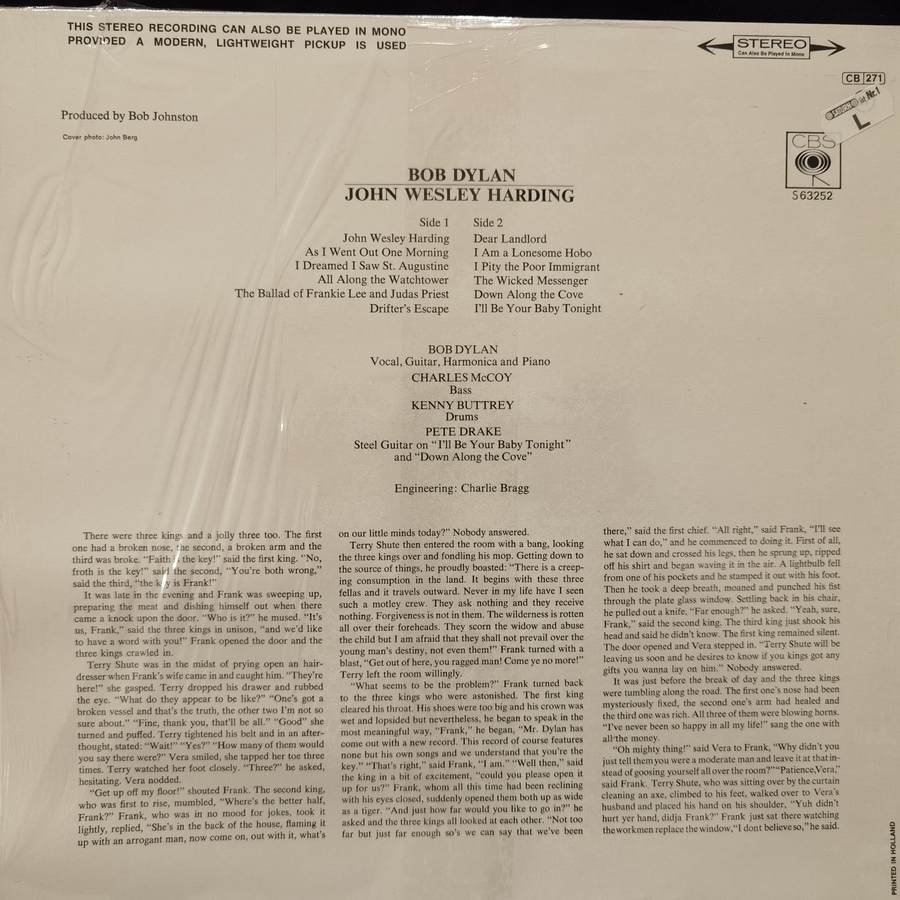 THIS STEREO RECORDING CAN ALSO BE PLAYED IN MONO
PROVIDED A MODERN, LIGHTWEIGHT PICKUP IS USED
STEREO
Can Also Be Played In Mono
CB 271
at Nr.1
L
CBS
S 63252
Produced by Bob Johnston
Cover photo: John Berg
BOB DYLAN
JOHN WESLEY HARDING
Side 1
John Wesley Harding
As I Went Out One Morning
I Dreamed I Saw St. Augustine
All Along the Watchtower
The Ballad of Frankie Lee and Judas Priest
Drifter's Escape
Side 2
Dear Landlord
I Am a Lonesome Hobo
I Pity the Poor Immigrant
The Wicked Messenger
Down Along the Cove
I'll Be Your Baby Tonight
BOB DYLAN
Vocal, Guitar, Harmonica and Piano
CHARLES McCOY
Bass
KENNY BUTTREY
Drums
PETE DRAKE
Steel Guitar on "I'll Be Your Baby Tonight"
and "Down Along the Cove"
Engineering: Charlie Bragg
There were three kings and a jolly three too. The first
one had a broken nose, the second, a broken arm and the
third was broke. "Faith is the key!" said the first king. "No,
froth is the key!" said the second, "You're both wrong,"
said the third, "the key is Frank!"
It was late in the evening and Frank was sweeping up,
preparing the meat and dishing himself out when there
came a knock upon the door. "Who is it?" he mused. "It's
us, Frank," said the three kings in unison, "and we'd like
to have a word with you!" Frank opened the door and the
three kings crawled in.
Terry Shute was in the midst of prying open an hair-
dresser when Frank's wife came in and caught him. "They're
here!" she gasped. Terry dropped his drawer and rubbed
the eye. "What do they appear to be like?" "One's got a
broken vessel and that's the truth, the other two I'm not so
sure about." "Fine, thank you, that'll be all." "Good" she
turned and puffed. Terry tightened his belt and in an after-
thought, stated: "Wait!" "Yes?" "How many of them would
you say there were?" Vera smiled, she tapped her toe three
times. Terry watched her foot closely. "Three?" he asked,
hesitating. Vera nodded.
"Get up off my floor!" shouted Frank. The second king,
who was first to rise, mumbled, "Where's the better half,
Frank?" Frank, who was in no mood for jokes, took it
lightly, replied, "She's in the back of the house, flaming it
up with an arrogant man, now come on, out with it, what's
on our little minds today?" Nobody answered.
Terry Shute then entered the room with a bang, looking
the three kings over and fondling his mop. Getting down to
the source of things, he proudly boasted: "There is a creep-
ing consumption in the land. It begins with these three
fellas and it travels outward. Never in my life have I seen
such a motley crew. They ask nothing and they receive
nothing. Forgiveness is not in them. The wilderness is rotten
all over their foreheads. They scorn the widow and abuse
the child but I am afraid that they shall not prevail over the
young man's destiny, not even them!" Frank turned with a
blast, "Get out of here, you ragged man! Come ye no more!"
Terry left the room willingly.
"What seems to be the problem?" Frank turned back
to the three kings who were astonished. The first king
cleared his throat. His shoes were too big and his crown was
wet and lopsided but nevertheless, he began to speak in the
most meaningful way, "Frank," he began, "Mr. Dylan has
come out with a new record. This record of course features
none but his own songs and we understand that you're the
key." "That's right," said Frank, "I am." "Well then," said
the king in a bit of excitement, "could you please open it
up for us?" Frank, whom all this time had been reclining
with his eyes closed, suddenly opened them both up as wide
as a tiger. "And just how far would you like to go in?" he
asked and the three kings all looked at each other. "Not too
far but just far enough so's we can say that we've been
there," said the first chief. "All right," said Frank, "I'll see
what I can do," and he commenced to doing it. First of all,
he sat down and crossed his legs, then he sprung up, ripped
off his shirt and began waving it in the air. A lightbulb fell
from one of his pockets and he stamped it out with his foot.
Then he took a deep breath, moaned and punched his fist
through the plate glass window. Settling back in his chair,
he pulled out a knife. "Far enough?" he asked. "Yeah, sure,
Frank," said the second king. The third king just shook his
head and said he didn't know. The first king remained silent.
The door opened and Vera stepped in. "Terry Shute will be
leaving us soon and he desires to know if you kings got any
gifts you wanna lay on him." Nobody answered.
It was just before the break of day and the three kings
were tumbling along the road. The first one's nose had been
mysteriously fixed, the second one's arm had healed and
the third one was rich. All three of them were blowing horns.
"I've never been so happy in all my life!" sang the one with
all the money.
"Oh mighty thing!" said Vera to Frank, "Why didn't you
just tell them you were a moderate man and leave it at that in-
stead of goosing yourself all over the room?" "Patience, Vera,"
said Frank. Terry Shute, who was sitting over by the curtain
cleaning an axe, climbed to his feet, walked over to Vera's
husband and placed his hand on his shoulder, "Yuh didn't
hurt yer hand, didja Frank?" Frank just sat there watching
the workmen replace the window, "I dont believe so," he said.
PRINTED IN HOLLAND